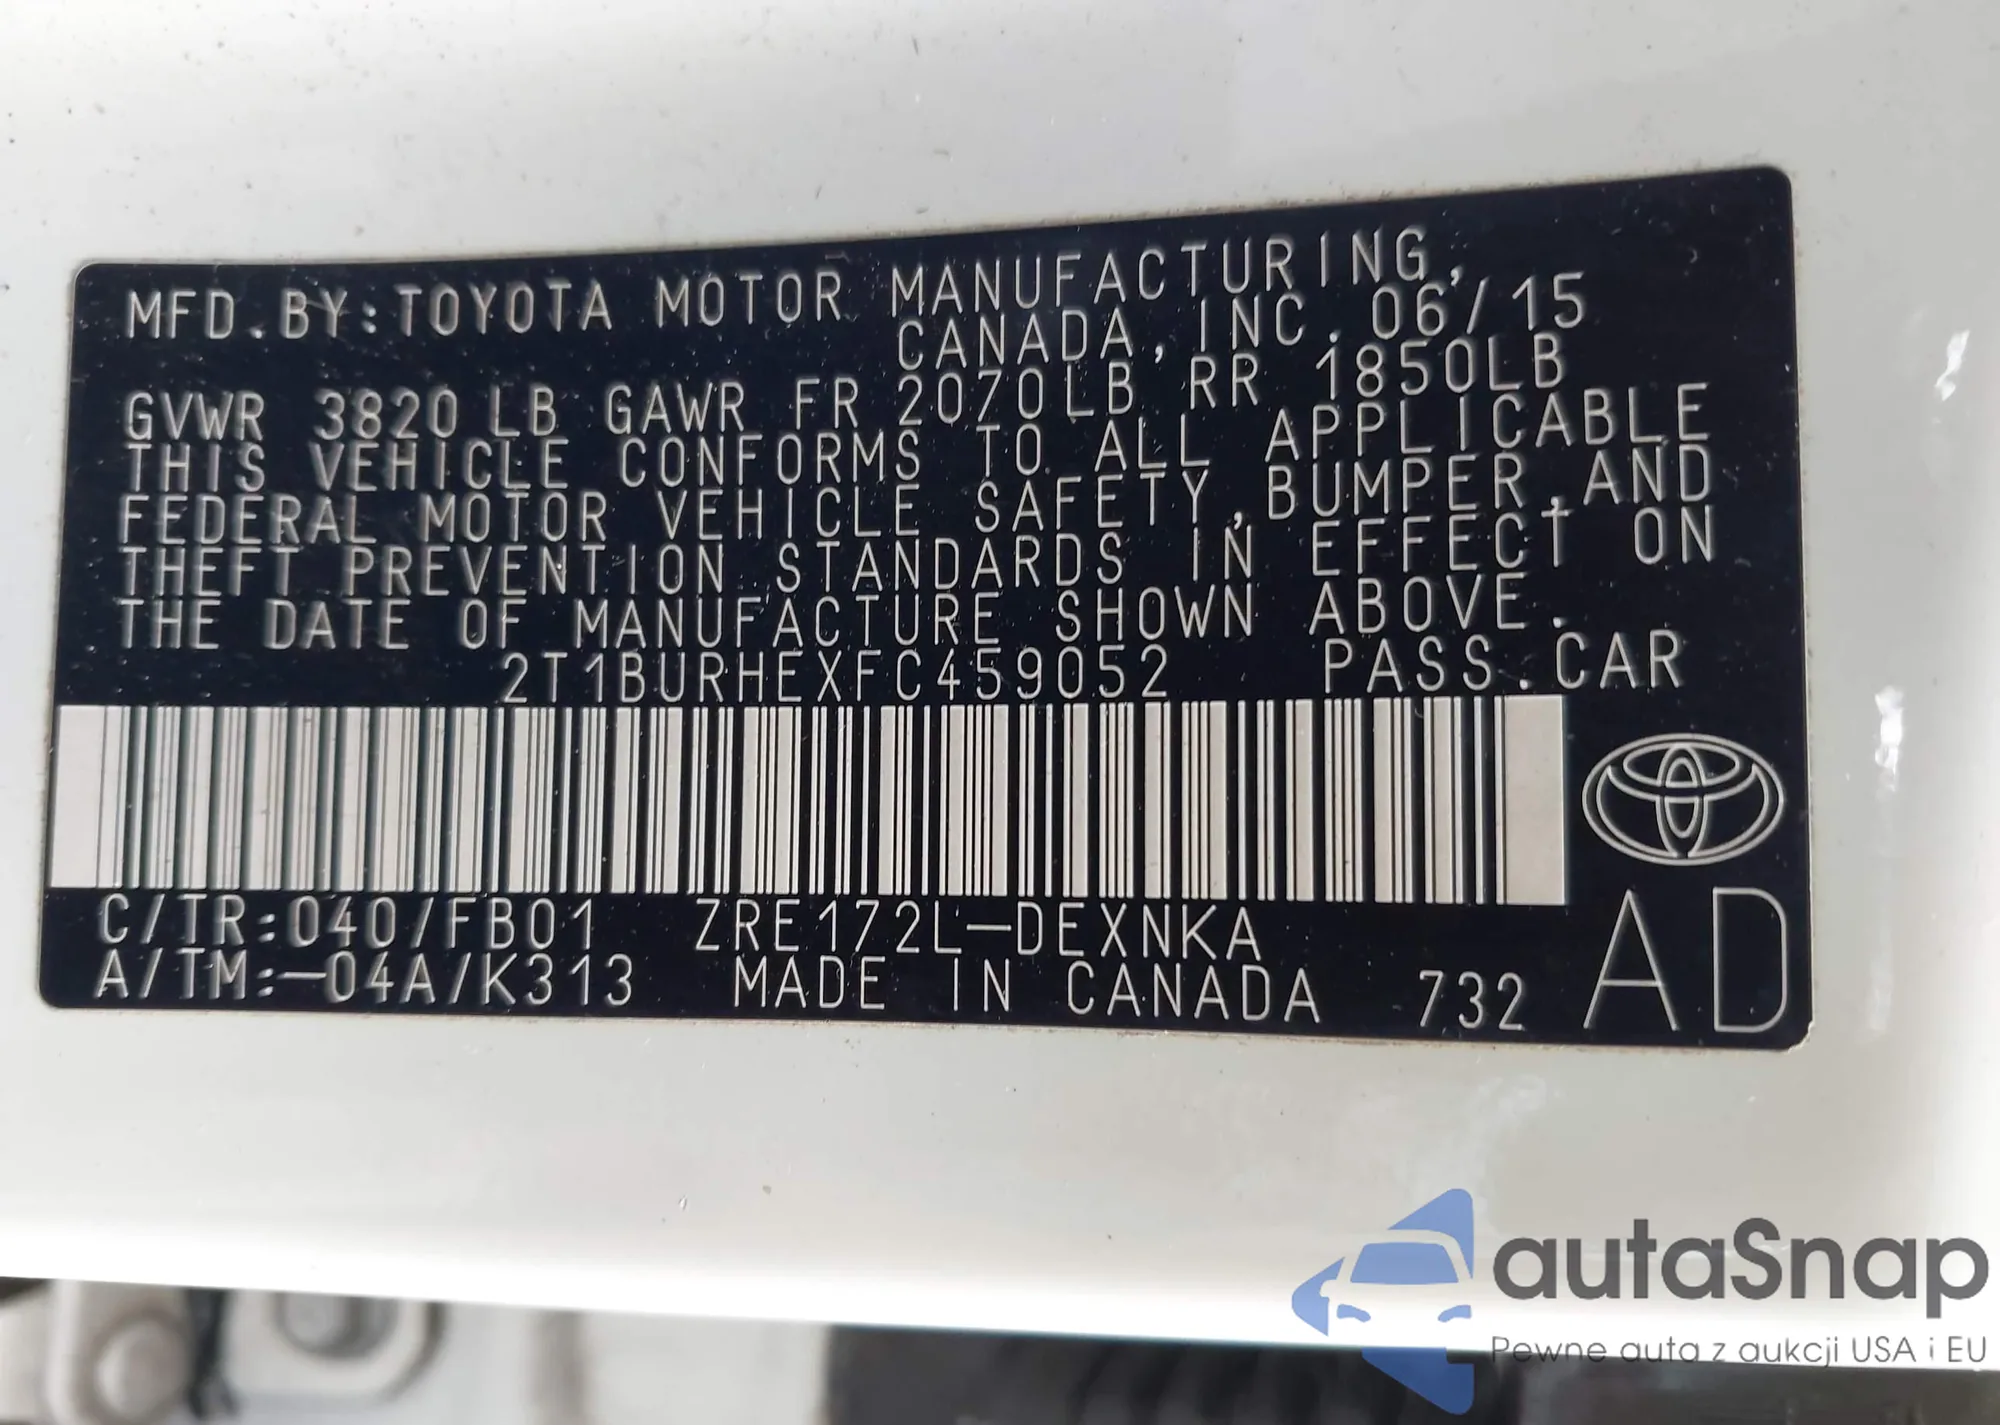 MFD.BY:TOYOTA MOTOR MANUFACTURING,
CANADA, INC. 06/15
GVWR 3820 LB GAWR FR 2070LB RR 1850LB
THIS VEHICLE CONFORMS TO ALL APPLICABLE
FEDERAL MOTOR VEHICLE SAFETY, BUMPER, AND
THEFT PREVENTION STANDARDS IN EFFECT ON
THE DATE OF MANUFACTURE SHOWN ABOVE.
2T1BURHEXFC459052 PASS.CAR
C/TR:040/FB01 ZRE172L-DEXNKA
A/TM:-04A/K313 MADE IN CANADA 732
AD
autaSnap
Pewne auta z aukcji USA i EU